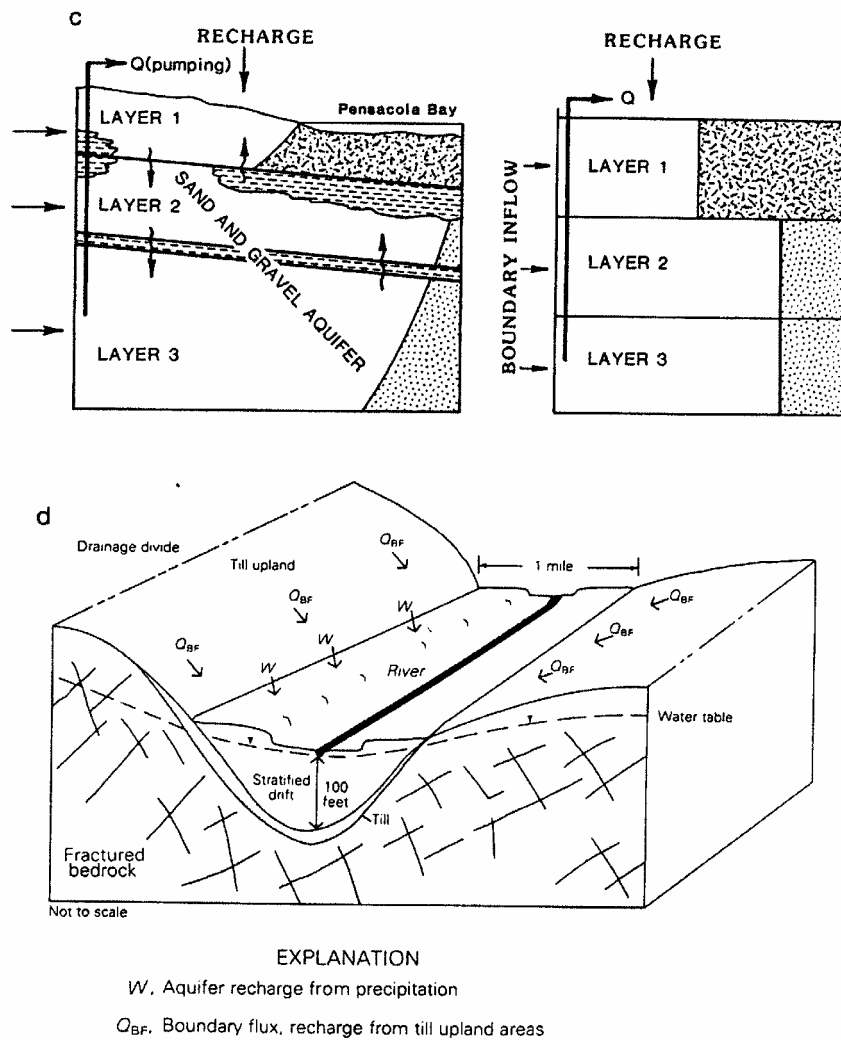 c
RECHARGE
Q(pumping)
LAYER 1
Pensacola Bay
LAYER 2
SAND AND GRAVEL AQUIFER
LAYER 3
RECHARGE
Q
BOUNDARY INFLOW
LAYER 1
LAYER 2
LAYER 3
d
Drainage divide
Till upland
QBF
QBF
QBF
W
W
W
1 mile
QBF
QBF
QBF
River
Water table
Stratified
drift
100
feet
Till
Fractured
bedrock
Not to scale
EXPLANATION
W, Aquifer recharge from precipitation
QBF, Boundary flux, recharge from till upland areas